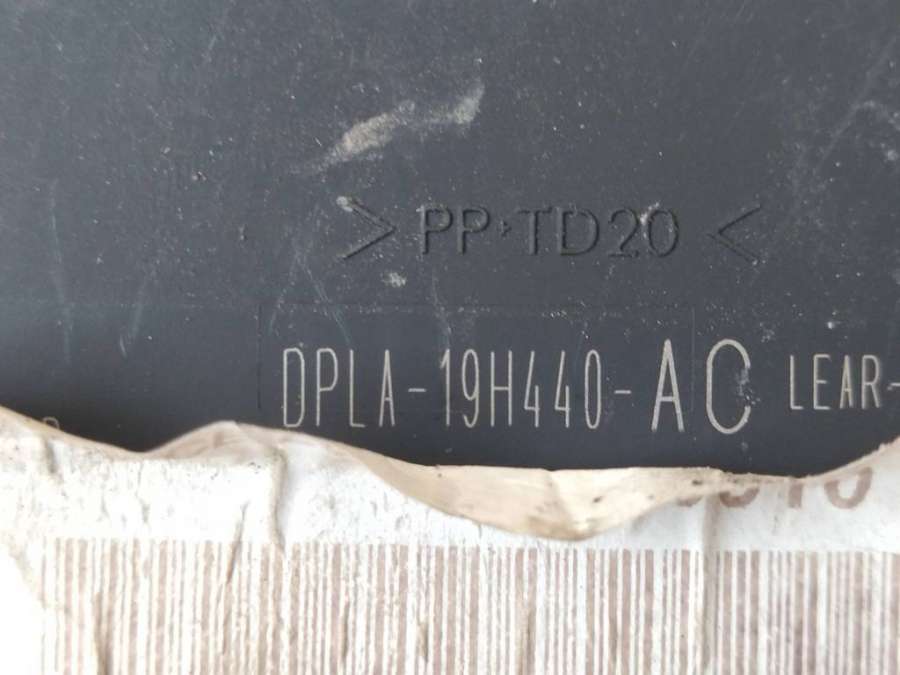 > PP-TD20 <
DPLA-19H440-AC LEAR-